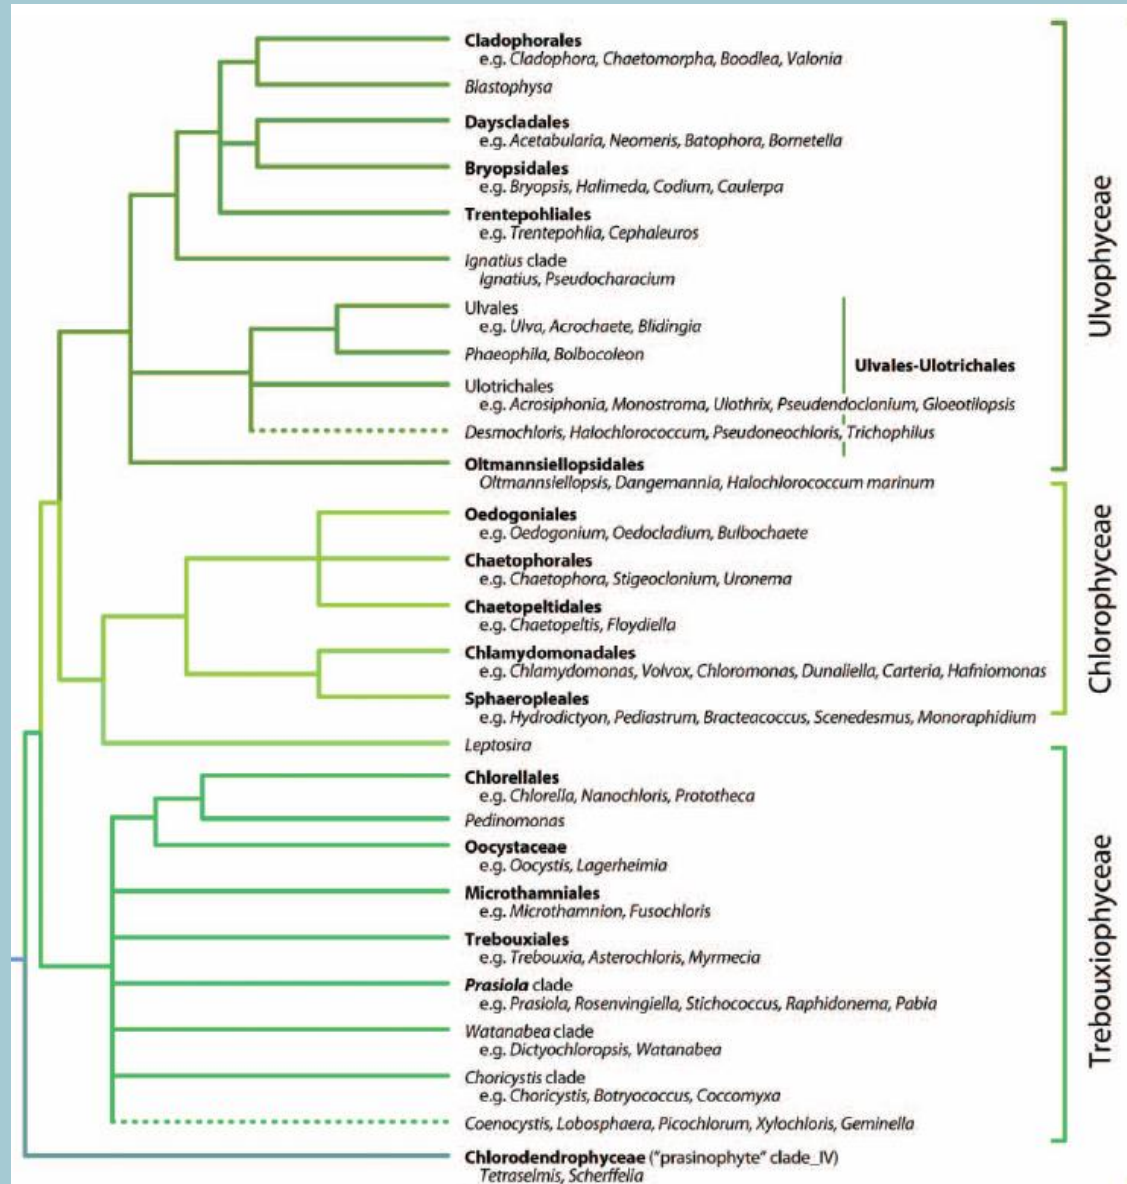 Cladophorales
e.g. Cladophora, Chaetomorpha, Boodlea, Valonia
Blastophysa
Dayscladales
e.g. Acetabularia, Neomeris, Batophora, Bornetella
Bryopsidales
e.g. Bryopsis, Halimeda, Codium, Caulerpa
Trentepohliales
e.g. Trentepohlia, Cephaleuros
Ignatius clade
Ignatius, Pseudocharacium
Ulvales
e.g. Ulva, Acrochaete, Blidingia
Phaeophila, Bolbocoleon
Ulvales-Ulotrichales
Ulotrichales
e.g. Acrosiphonia, Monostroma, Ulothrix, Pseudendoclonium, Gloeotilopsis
Desmochloris, Halochlorococcum, Pseudoneochloris, Trichophilus
Oltmannsiellopsidales
Oltmannsiellopsis, Dangemannia, Halochlorococcum marinum
Ulvophyceae
Oedogoniales
e.g. Oedogonium, Oedocladium, Bulbochaete
Chaetophorales
e.g. Chaetophora, Stigeoclonium, Uronema
Chaetopeltidales
e.g. Chaetopeltis, Floydiella
Chlamydomonadales
e.g. Chlamydomonas, Volvox, Chloromonas, Dunaliella, Carteria, Hafniomonas
Sphaeropleales
e.g. Hydrodictyon, Pediastrum, Bracteacoccus, Scenedesmus, Monoraphidium
Chlorophyceae
Leptosira
Chlorellales
e.g. Chlorella, Nanochloris, Prototheca
Pedinomonas
Oocystaceae
e.g. Oocystis, Lagerheimia
Microthamniales
e.g. Microthamnion, Fusochloris
Trebouxiales
e.g. Trebouxia, Asterochloris, Myrmecia
Prasiola clade
e.g. Prasiola, Rosenvingiella, Stichococcus, Raphidonema, Pabia
Watanabea clade
e.g. Dictyochloropsis, Watanabea
Choricystis clade
e.g. Choricystis, Botryococcus, Coccomyxa
Coenocystis, Lobosphaera, Picochlorum, Xylochloris, Geminella
Trebouxiophyceae
Chlorodendrophyceae ("prasinophyte" clade_IV)
Tetraselmis, Scherffelia